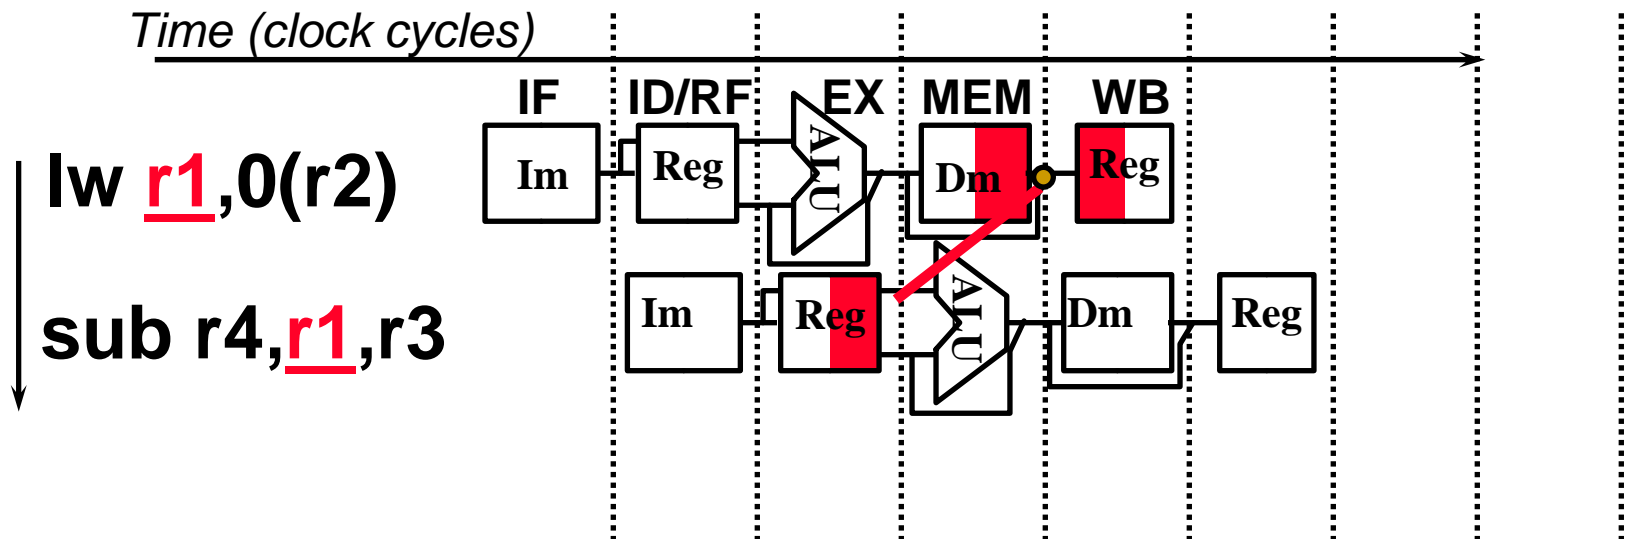 Time (clock cycles)
IF ID/RF EX MEM WB
lw r1,0(r2) Im Reg ALU Dm Reg
sub r4,r1,r3 Im Reg ALU Dm Reg